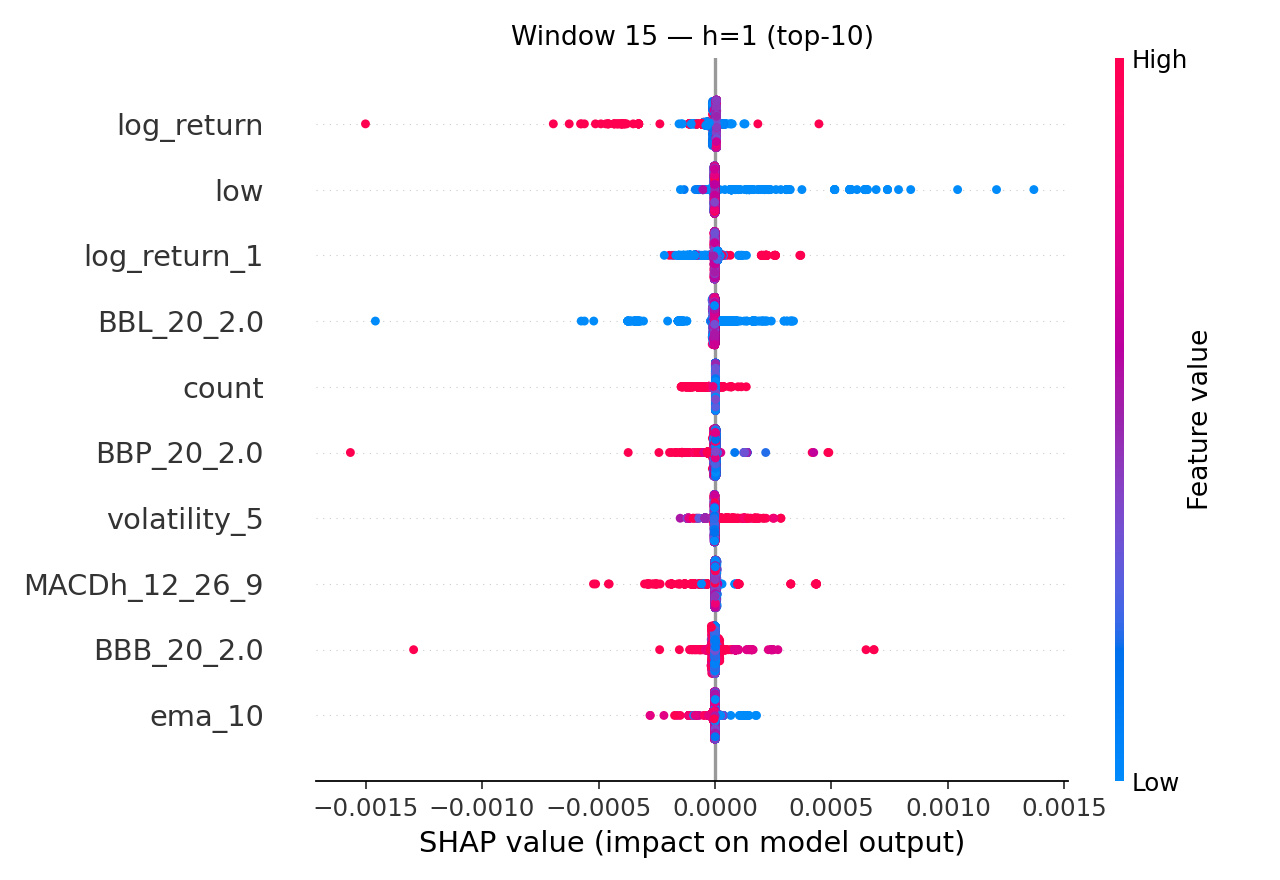 Window 15 — h=1 (top-10)
High
log_return
low
log_return_1
BBL_20_2.0
count
BBP_20_2.0
volatility_5
MACDh_12_26_9
BBB_20_2.0
ema_10
Feature value
Low
−0.0015 −0.0010 −0.0005 0.0000 0.0005 0.0010 0.0015
SHAP value (impact on model output)